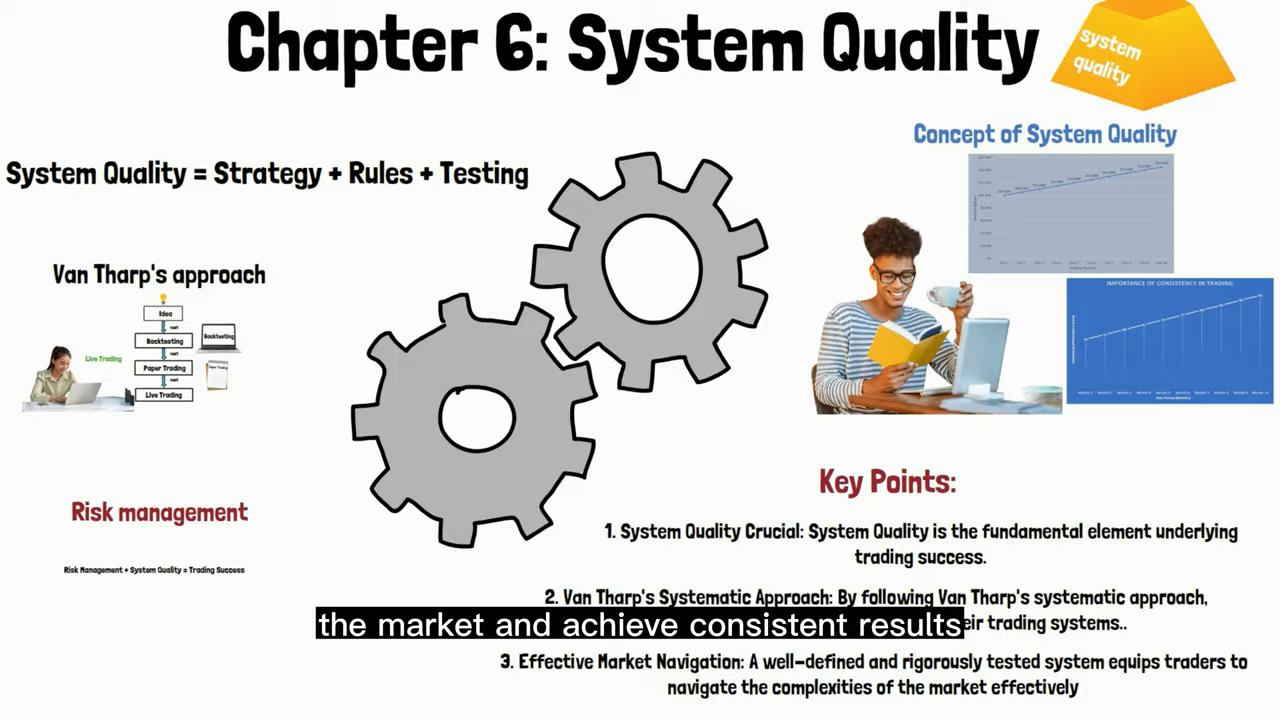 Chapter 6: System Quality
system
quality
Concept of System Quality
System Quality = Strategy + Rules + Testing
Van Tharp's approach
Idea
next
Backtesting
Backtesting
Live Trading
next
Paper Trading
next
Live Trading
IMPORTANCE OF CONSISTENCY IN TRADING
Risk management
Risk Management + System Quality = Trading Success
Key Points:
1. System Quality Crucial: System Quality is the fundamental element underlying
trading success.
2. Van Tharp's Systematic Approach: By following Van Tharp's systematic approach,
the market and achieve consistent results
eir trading systems..
3. Effective Market Navigation: A well-defined and rigorously tested system equips traders to
navigate the complexities of the market effectively